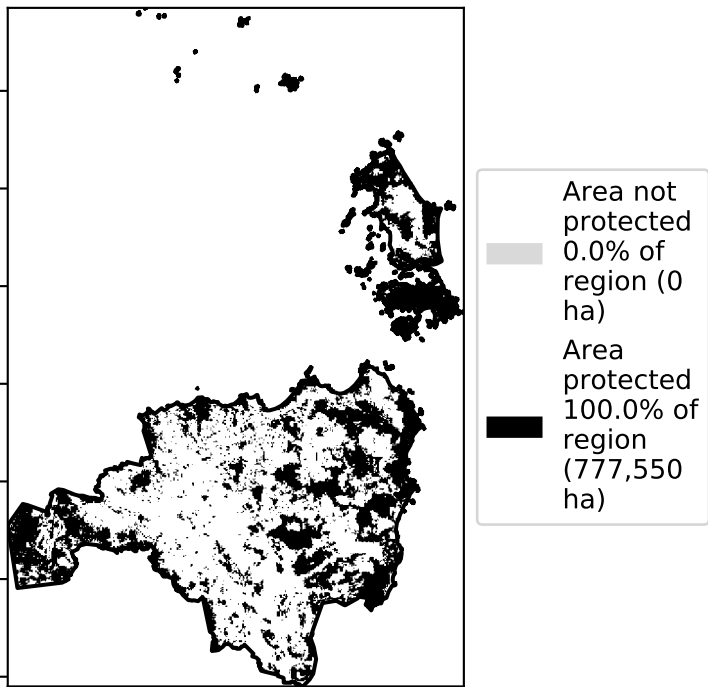 Area not
protected
0.0% of
region (0
ha)
Area
protected
100.0% of
region
(777,550
ha)